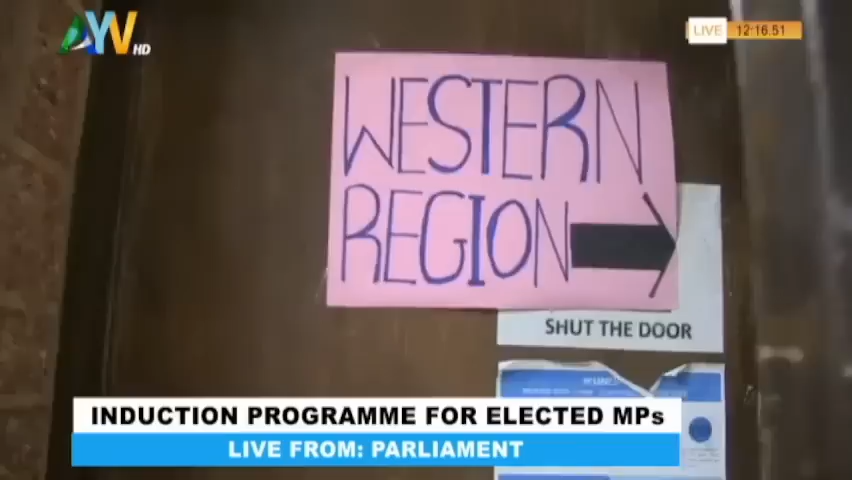 AYV HD
LIVE 12:16.51
WESTERN
REGION
SHUT THE DOOR
INDUCTION PROGRAMME FOR ELECTED MPs
LIVE FROM: PARLIAMENT